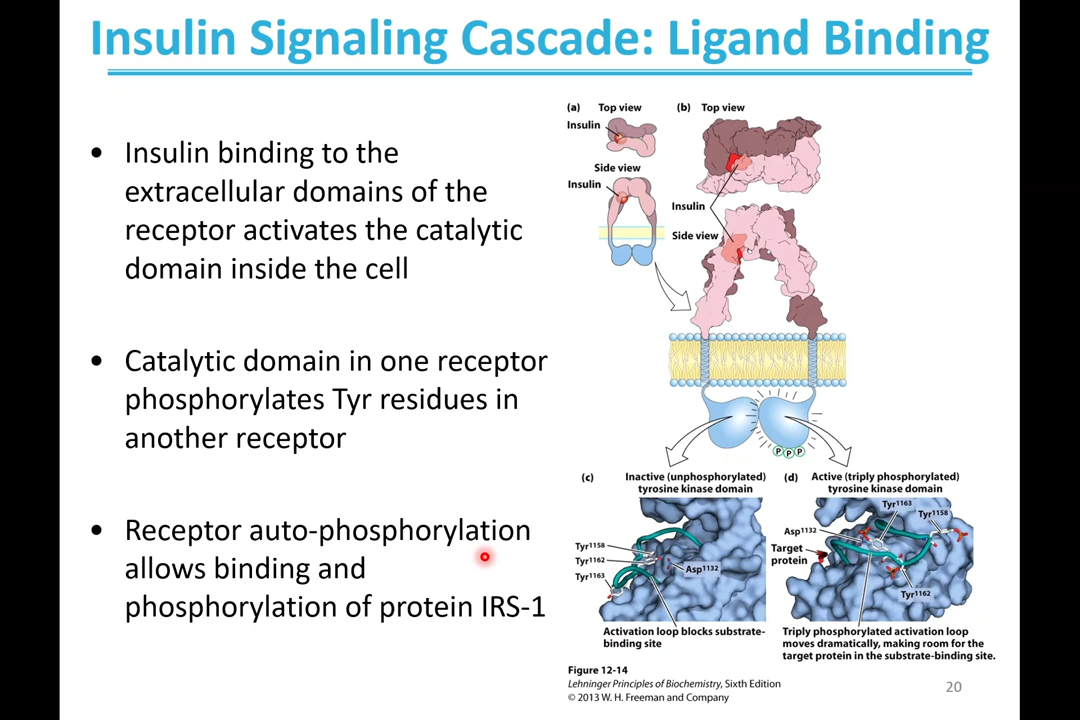 Insulin Signaling Cascade: Ligand Binding
• Insulin binding to the
extracellular domains of the
receptor activates the catalytic
domain inside the cell
• Catalytic domain in one receptor
phosphorylates Tyr residues in
another receptor
• Receptor auto-phosphorylation
allows binding and
phosphorylation of protein IRS-1
(a) Top view
Insulin
Side view
Insulin
(b) Top view
Insulin
Side view
P P P
(c) Inactive (unphosphorylated)
tyrosine kinase domain
Tyr1158
Tyr1162
Tyr1163
Asp1132
Activation loop blocks substrate-
binding site
(d) Active (triply phosphorylated)
tyrosine kinase domain
Tyr1163
Tyr1158
Asp1132
Target
protein
Tyr1162
Triply phosphorylated activation loop
moves dramatically, making room for the
target protein in the substrate-binding site.
Figure 12-14
Lehninger Principles of Biochemistry, Sixth Edition
© 2013 W. H. Freeman and Company
20